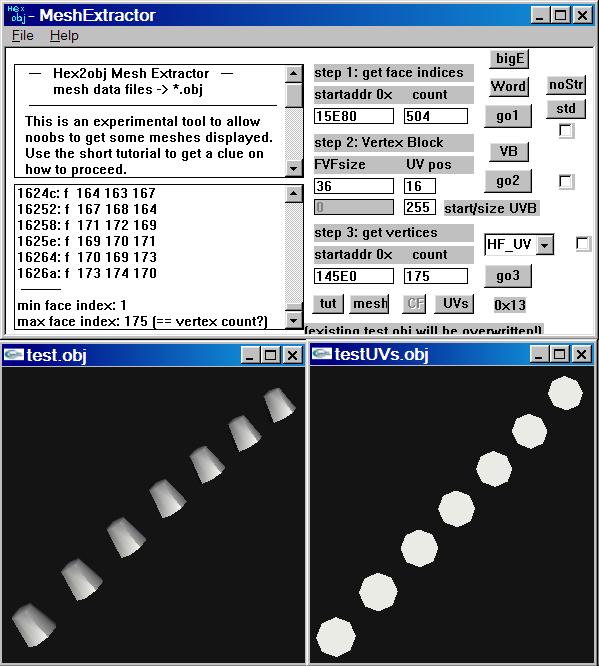 Hex obj - MeshExtractor
File Help
— Hex2obj Mesh Extractor —
mesh data files -> *.obj
This is an experimental tool to allow
noobs to get some meshes displayed.
Use the short tutorial to get a clue on
how to proceed.
1624c: f 164 163 167
16252: f 167 168 164
16258: f 171 172 169
1625e: f 169 170 171
16264: f 170 169 173
1626a: f 173 174 170
min face index: 1
max face index: 175 (== vertex count?)
step 1: get face indices
startaddr 0x count
15E80 504
step 2: Vertex Block
FVFsize UV pos
36 16
0 255 start/size UVB
step 3: get vertices
startaddr 0x count
145E0 175
tut mesh CF UVs
(existing test.obj will be overwritten!)
bigE
Word noStr
go1 std
VB
go2
HF_UV
go3
0x13
test.obj
testUVs.obj